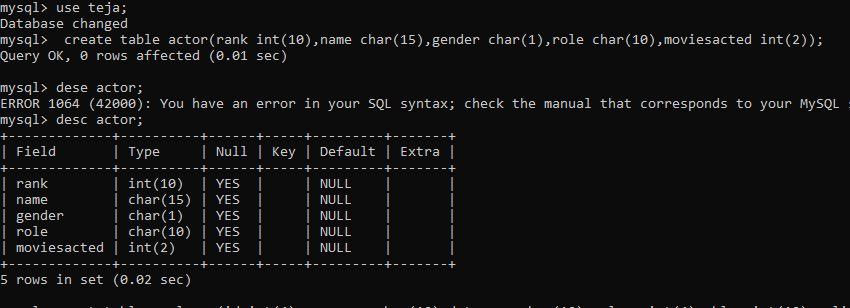 mysql> use teja;
Database changed
mysql>  create table actor(rank int(10),name char(15),gender char(1),role char(10),moviesacted int(2));
Query OK, 0 rows affected (0.01 sec)
mysql> dese actor;
ERROR 1064 (42000): You have an error in your SQL syntax; check the manual that corresponds to your MySQL
mysql> desc actor;
+-------------+----------+------+-----+---------+-------+
| Field       | Type     | Null | Key | Default | Extra |
+-------------+----------+------+-----+---------+-------+
| rank        | int(10)  | YES  |     | NULL    |       |
| name        | char(15) | YES  |     | NULL    |       |
| gender      | char(1)  | YES  |     | NULL    |       |
| role        | char(10) | YES  |     | NULL    |       |
| moviesacted | int(2)   | YES  |     | NULL    |       |
+-------------+----------+------+-----+---------+-------+
5 rows in set (0.02 sec)